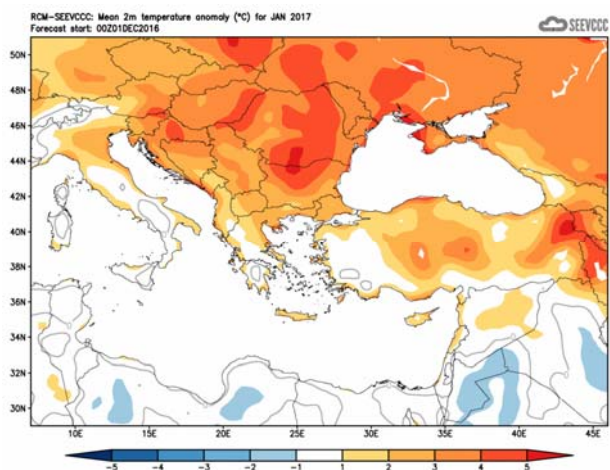 RCM-SEEVCCC: Mean 2m temperature anomaly (°C) for JAN 2017
Forecast start: 00Z01DEC2016
SEEVCCC
50N
48N
46N
44N
42N
40N
38N
36N
34N
32N
30N
10E 15E 20E 25E 30E 35E 40E 45E
-5 -4 -3 -2 -1 1 2 3 4 5